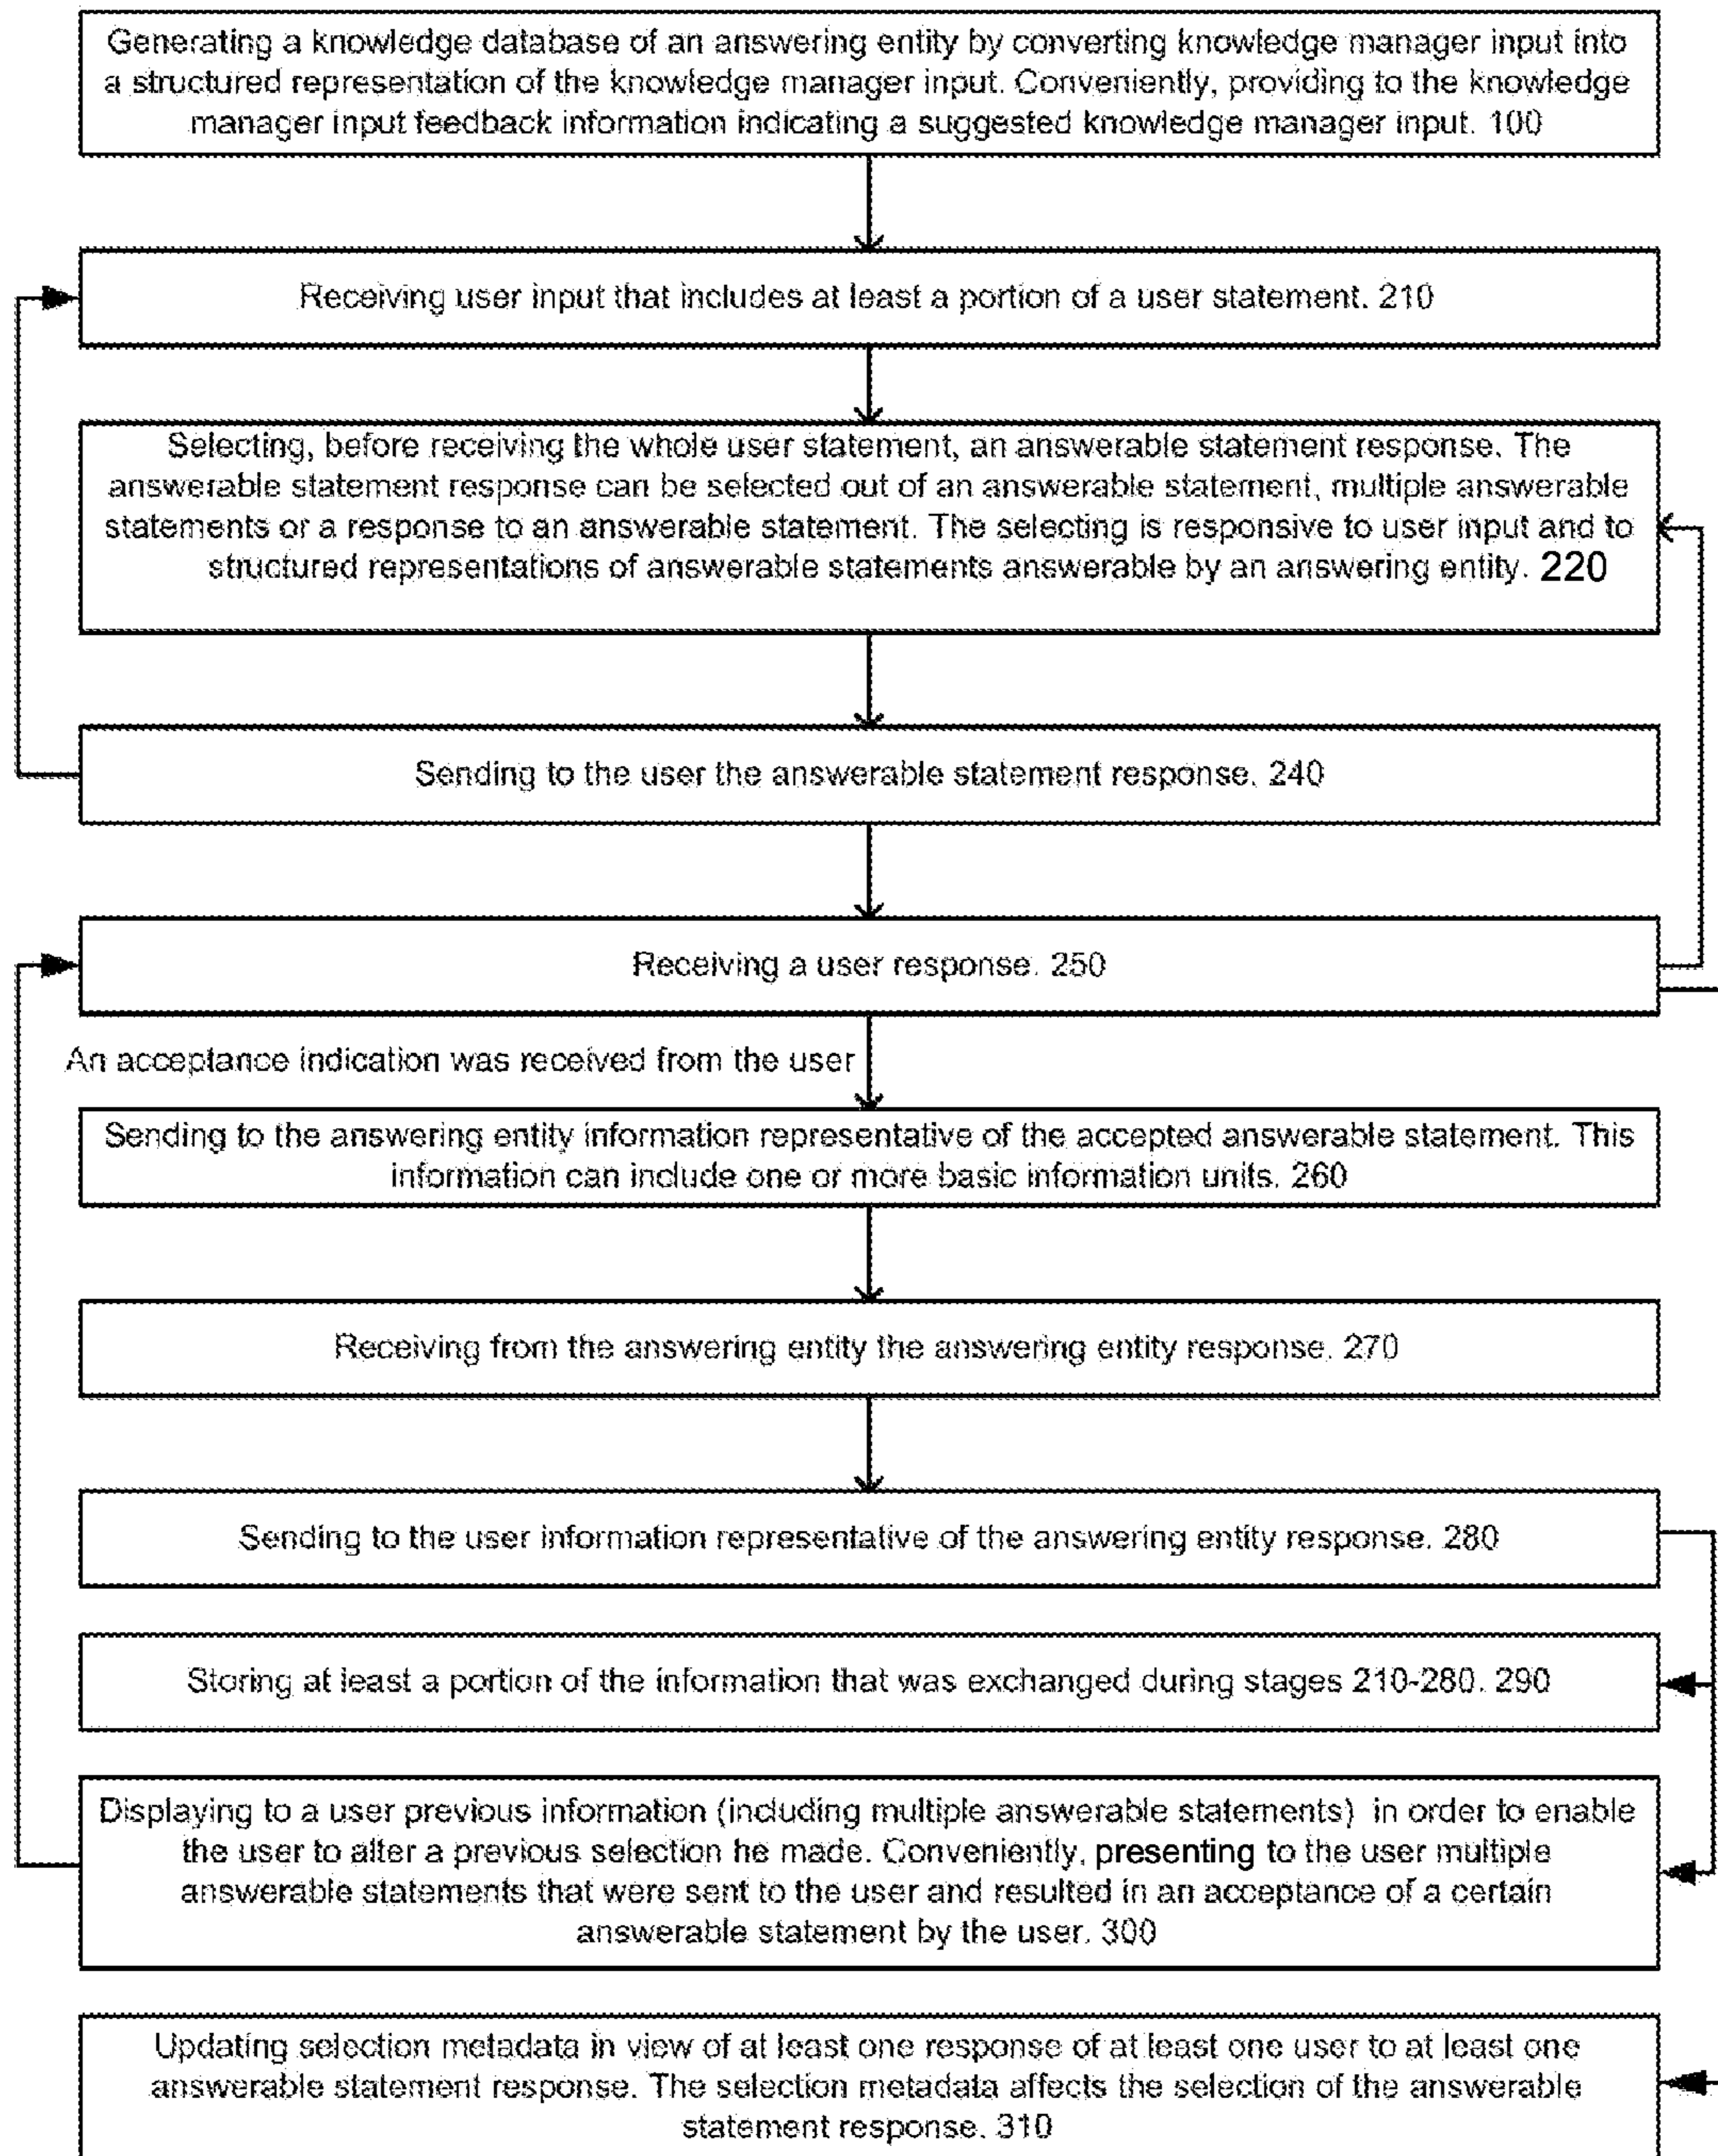 Generating a knowledge database of an answering entity by converting knowledge manager input into
a structured representation of the knowledge manager input. Conveniently, providing to the knowledge
manager input feedback information indicating a suggested knowledge manager input. 100
Receiving user input that includes at least a portion of a user statement. 210
Selecting, before receiving the whole user statement, an answerable statement response. The
answerable statement response can be selected out of an answerable statement, multiple answerable
statements or a response to an answerable statement. The selecting is responsive to user input and to
structured representations of answerable statements answerable by an answering entity. 220
Sending to the user the answerable statement response. 240
Receiving a user response. 250
An acceptance indication was received from the user
Sending to the answering entity information representative of the accepted answerable statement. This
information can include one or more basic information units. 260
Receiving from the answering entity the answering entity response. 270
Sending to the user information representative of the answering entity response. 280
Storing at least a portion of the information that was exchanged during stages 210-280. 290
Displaying to a user previous information (including multiple answerable statements) in order to enable
the user to alter a previous selection he made. Conveniently, presenting to the user multiple
answerable statements that were sent to the user and resulted in an acceptance of a certain
answerable statement by the user. 300
Updating selection metadata in view of at least one response of at least one user to at least one
answerable statement response. The selection metadata affects the selection of the answerable
statement response. 310